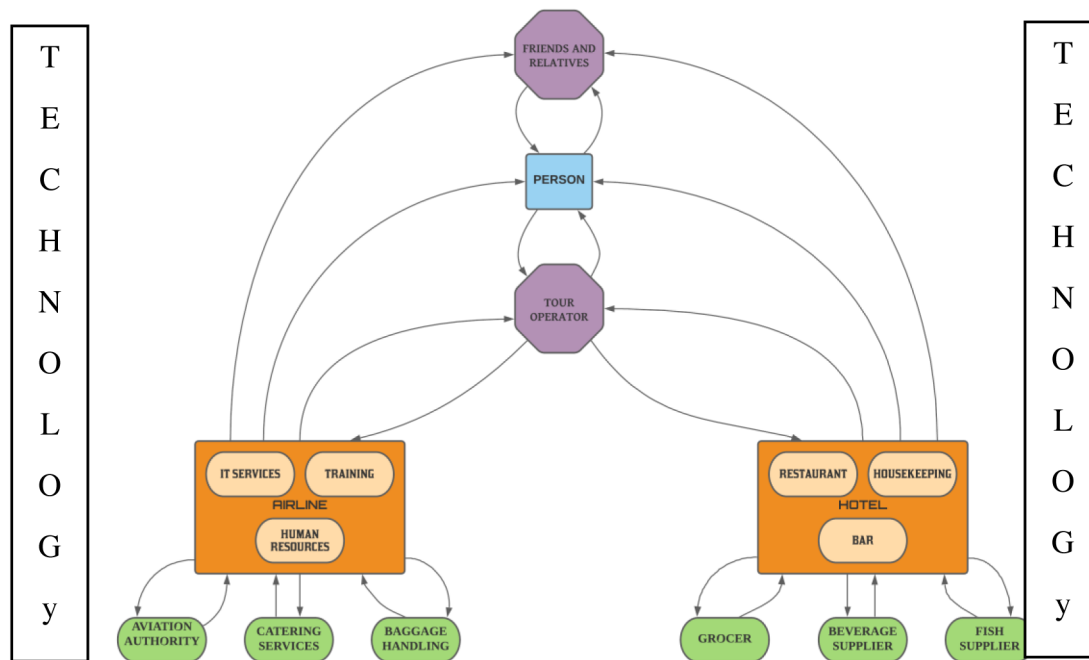 T
E
C
H
N
O
L
O
G
y
FRIENDS AND
RELATIVES
PERSON
TOUR
OPERATOR
IT SERVICES
TRAINING
AIRLINE
HUMAN
RESOURCES
RESTAURANT
HOUSEKEEPING
HOTEL
BAR
AVIATION
AUTHORITY
CATERING
SERVICES
BAGGAGE
HANDLING
GROCER
BEVERAGE
SUPPLIER
FISH
SUPPLIER
T
E
C
H
N
O
L
O
G
y